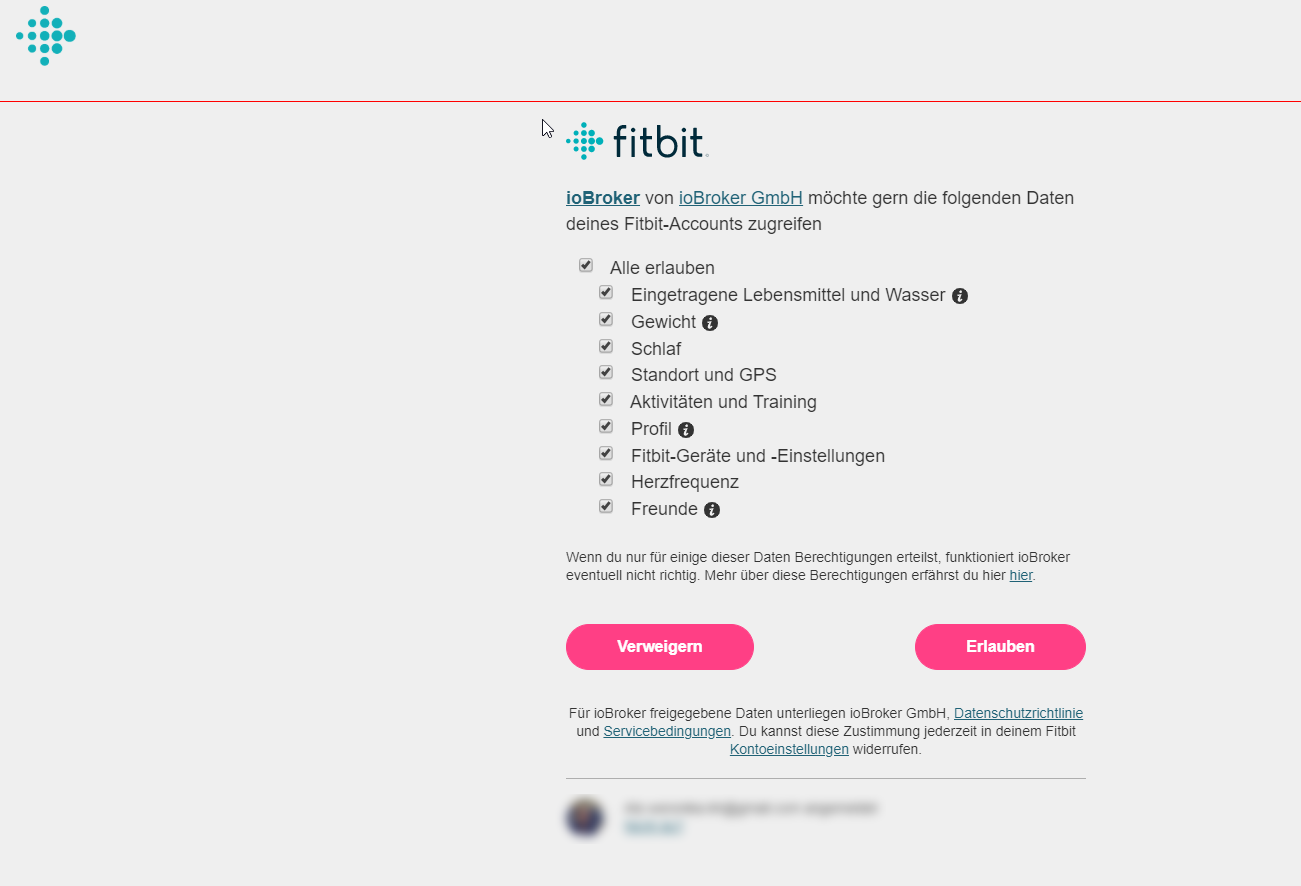 fitbit
ioBroker von ioBroker GmbH möchte gern die folgenden Daten
deines Fitbit-Accounts zugreifen
Alle erlauben
Eingetragene Lebensmittel und Wasser
Gewicht
Schlaf
Standort und GPS
Aktivitäten und Training
Profil
Fitbit-Geräte und -Einstellungen
Herzfrequenz
Freunde
Wenn du nur für einige dieser Daten Berechtigungen erteilst, funktioniert ioBroker
eventuell nicht richtig. Mehr über diese Berechtigungen erfährst du hier hier.
Verweigern Erlauben
Für ioBroker freigegebene Daten unterliegen ioBroker GmbH, Datenschutzrichtlinie
und Servicebedingungen. Du kannst diese Zustimmung jederzeit in deinem Fitbit
Kontoeinstellungen widerrufen.